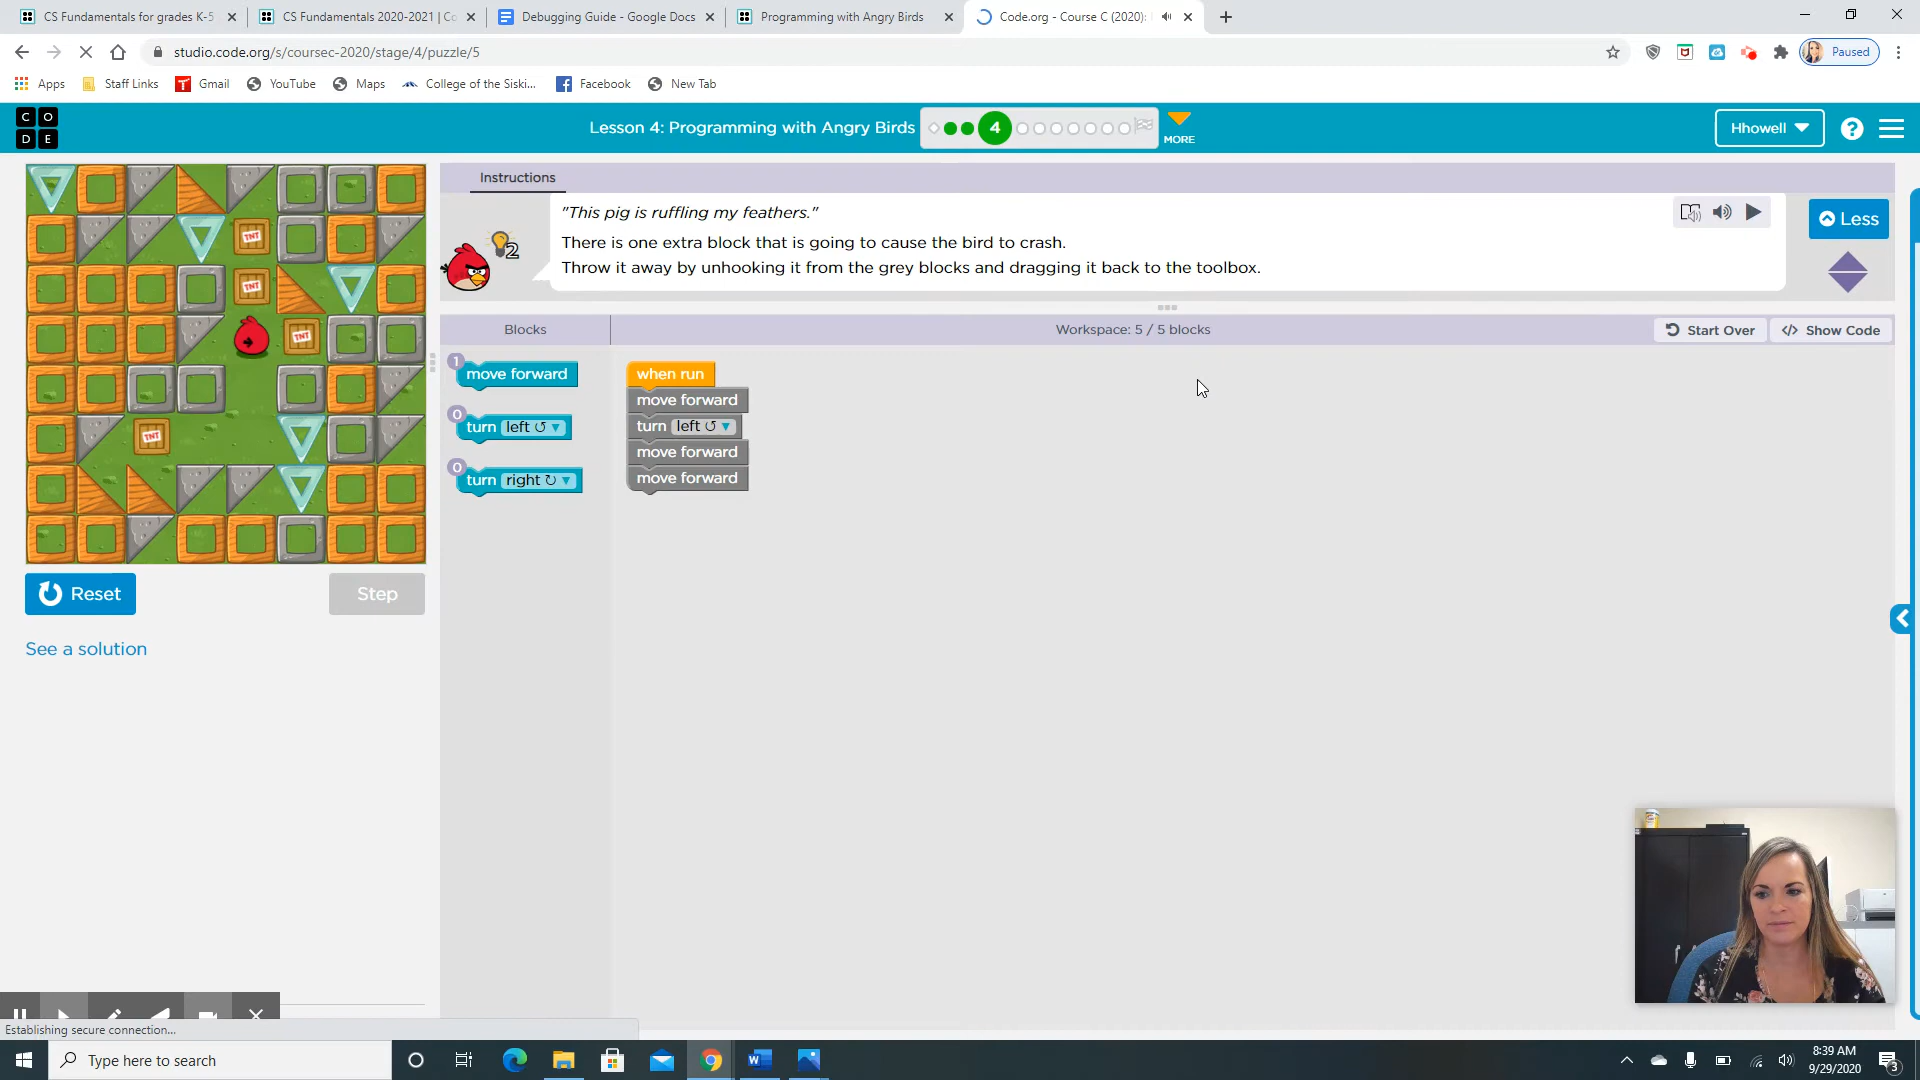 CS Fundamentals for grades K-5
CS Fundamentals 2020-2021 | Co
Debugging Guide - Google Docs
Programming with Angry Birds
Code.org - Course C (2020):
studio.code.org/s/coursec-2020/stage/4/puzzle/5
Paused
Apps
Staff Links
Gmail
YouTube
Maps
College of the Siski...
Facebook
New Tab
C O
D E
Lesson 4: Programming with Angry Birds
4
MORE
Hhowell
?
Instructions
"This pig is ruffling my feathers."
There is one extra block that is going to cause the bird to crash.
Throw it away by unhooking it from the grey blocks and dragging it back to the toolbox.
2
Less
Blocks
Workspace: 5 / 5 blocks
Start Over
Show Code
1
move forward
0
turn left
0
turn right
when run
move forward
turn left
move forward
move forward
TNT
TNT
TNT
TNT
Reset
Step
See a solution
Establishing secure connection...
Type here to search
8:39 AM
9/29/2020
3